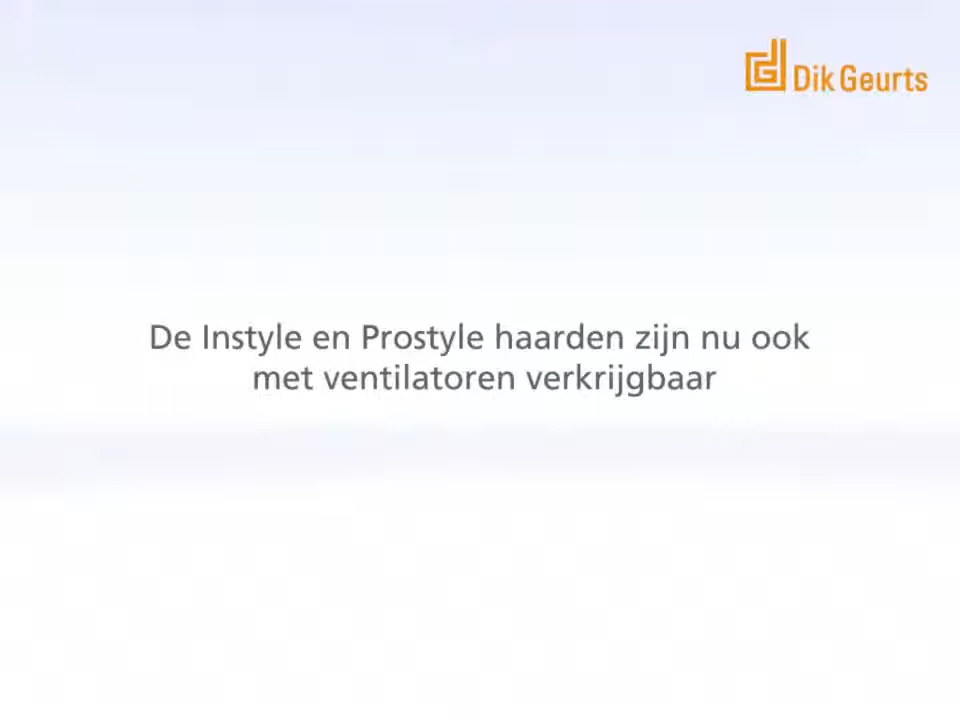 Dik Geurts
De Instyle en Prostyle haarden zijn nu ook
met ventilatoren verkrijgbaar